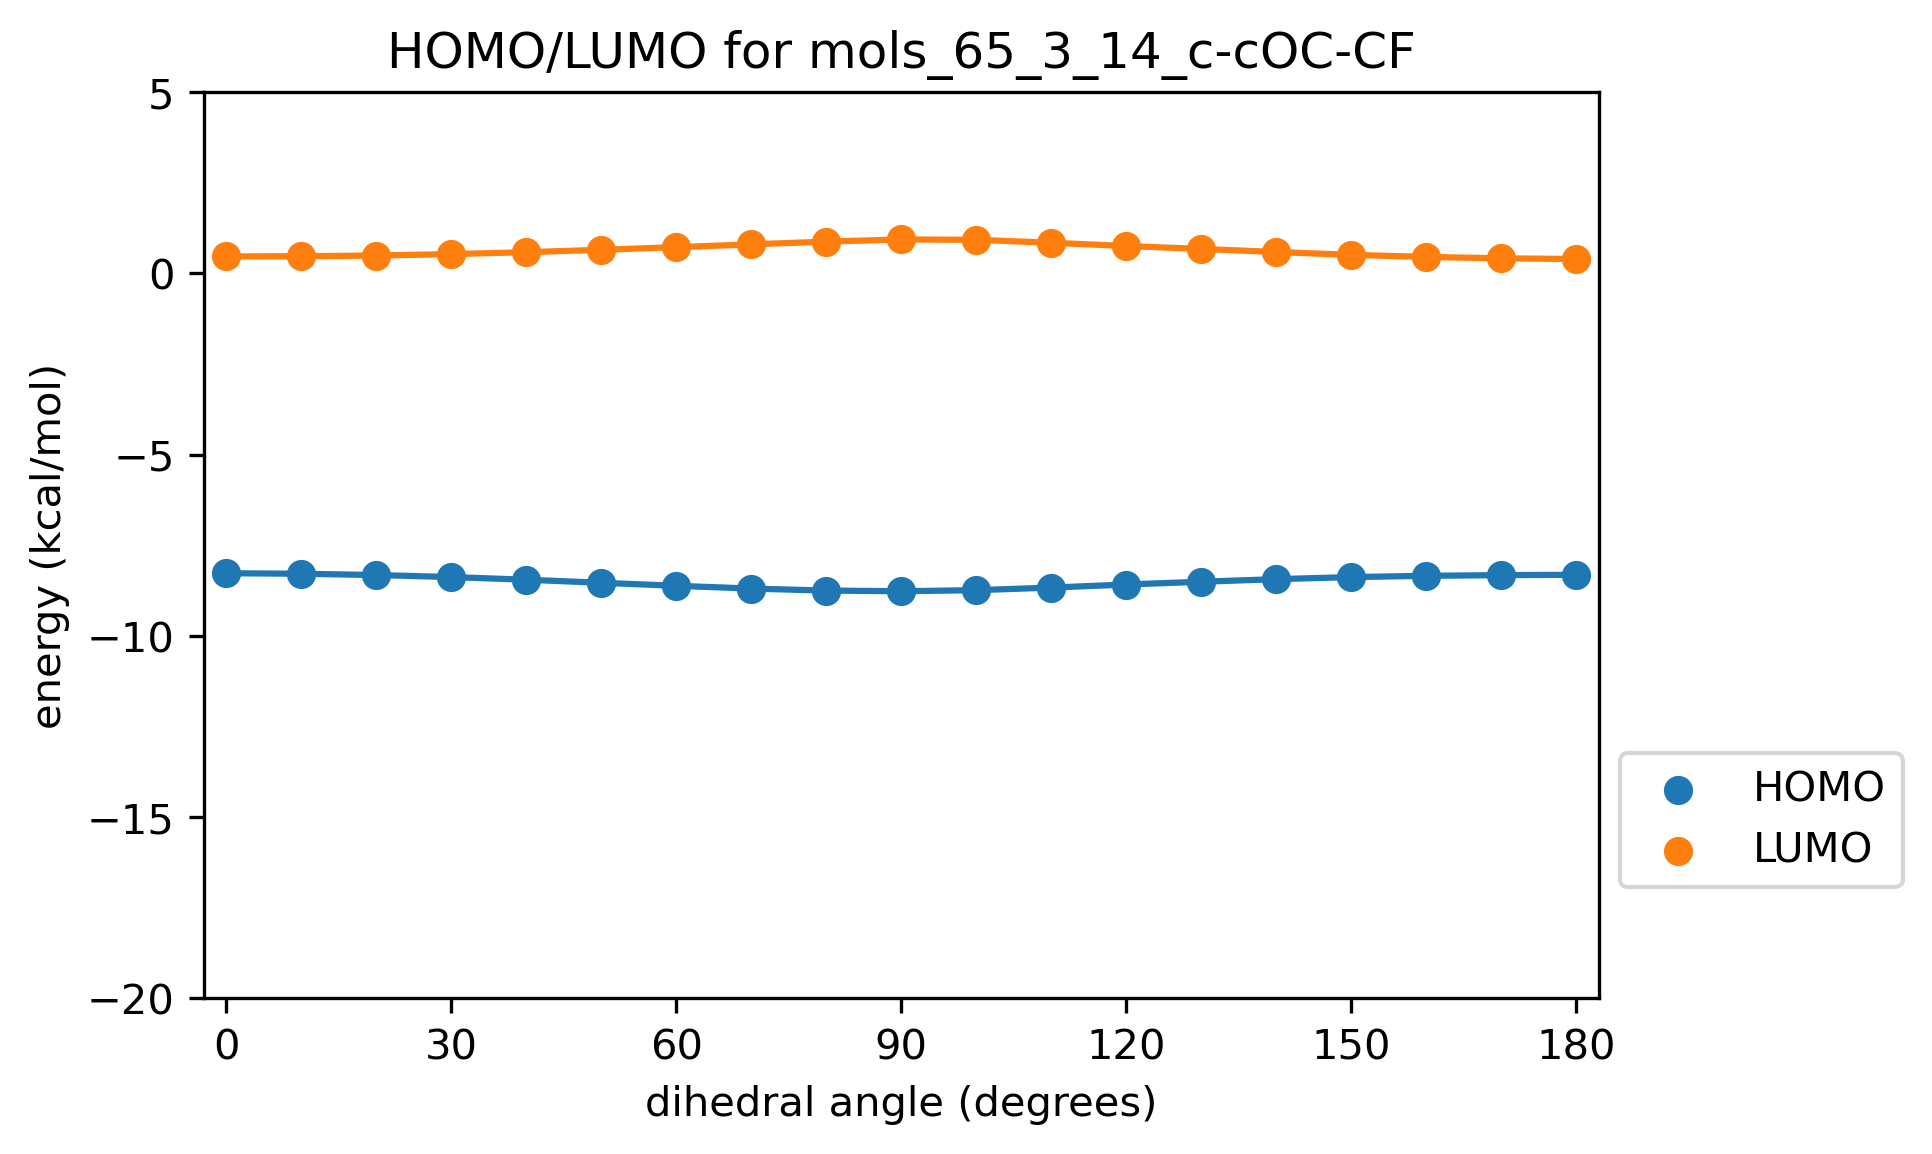 HOMO/LUMO for mols_65_3_14_c-cOC-CF
5
0
−5
−10
−15
−20
energy (kcal/mol)
0 30 60 90 120 150 180
dihedral angle (degrees)
HOMO
LUMO